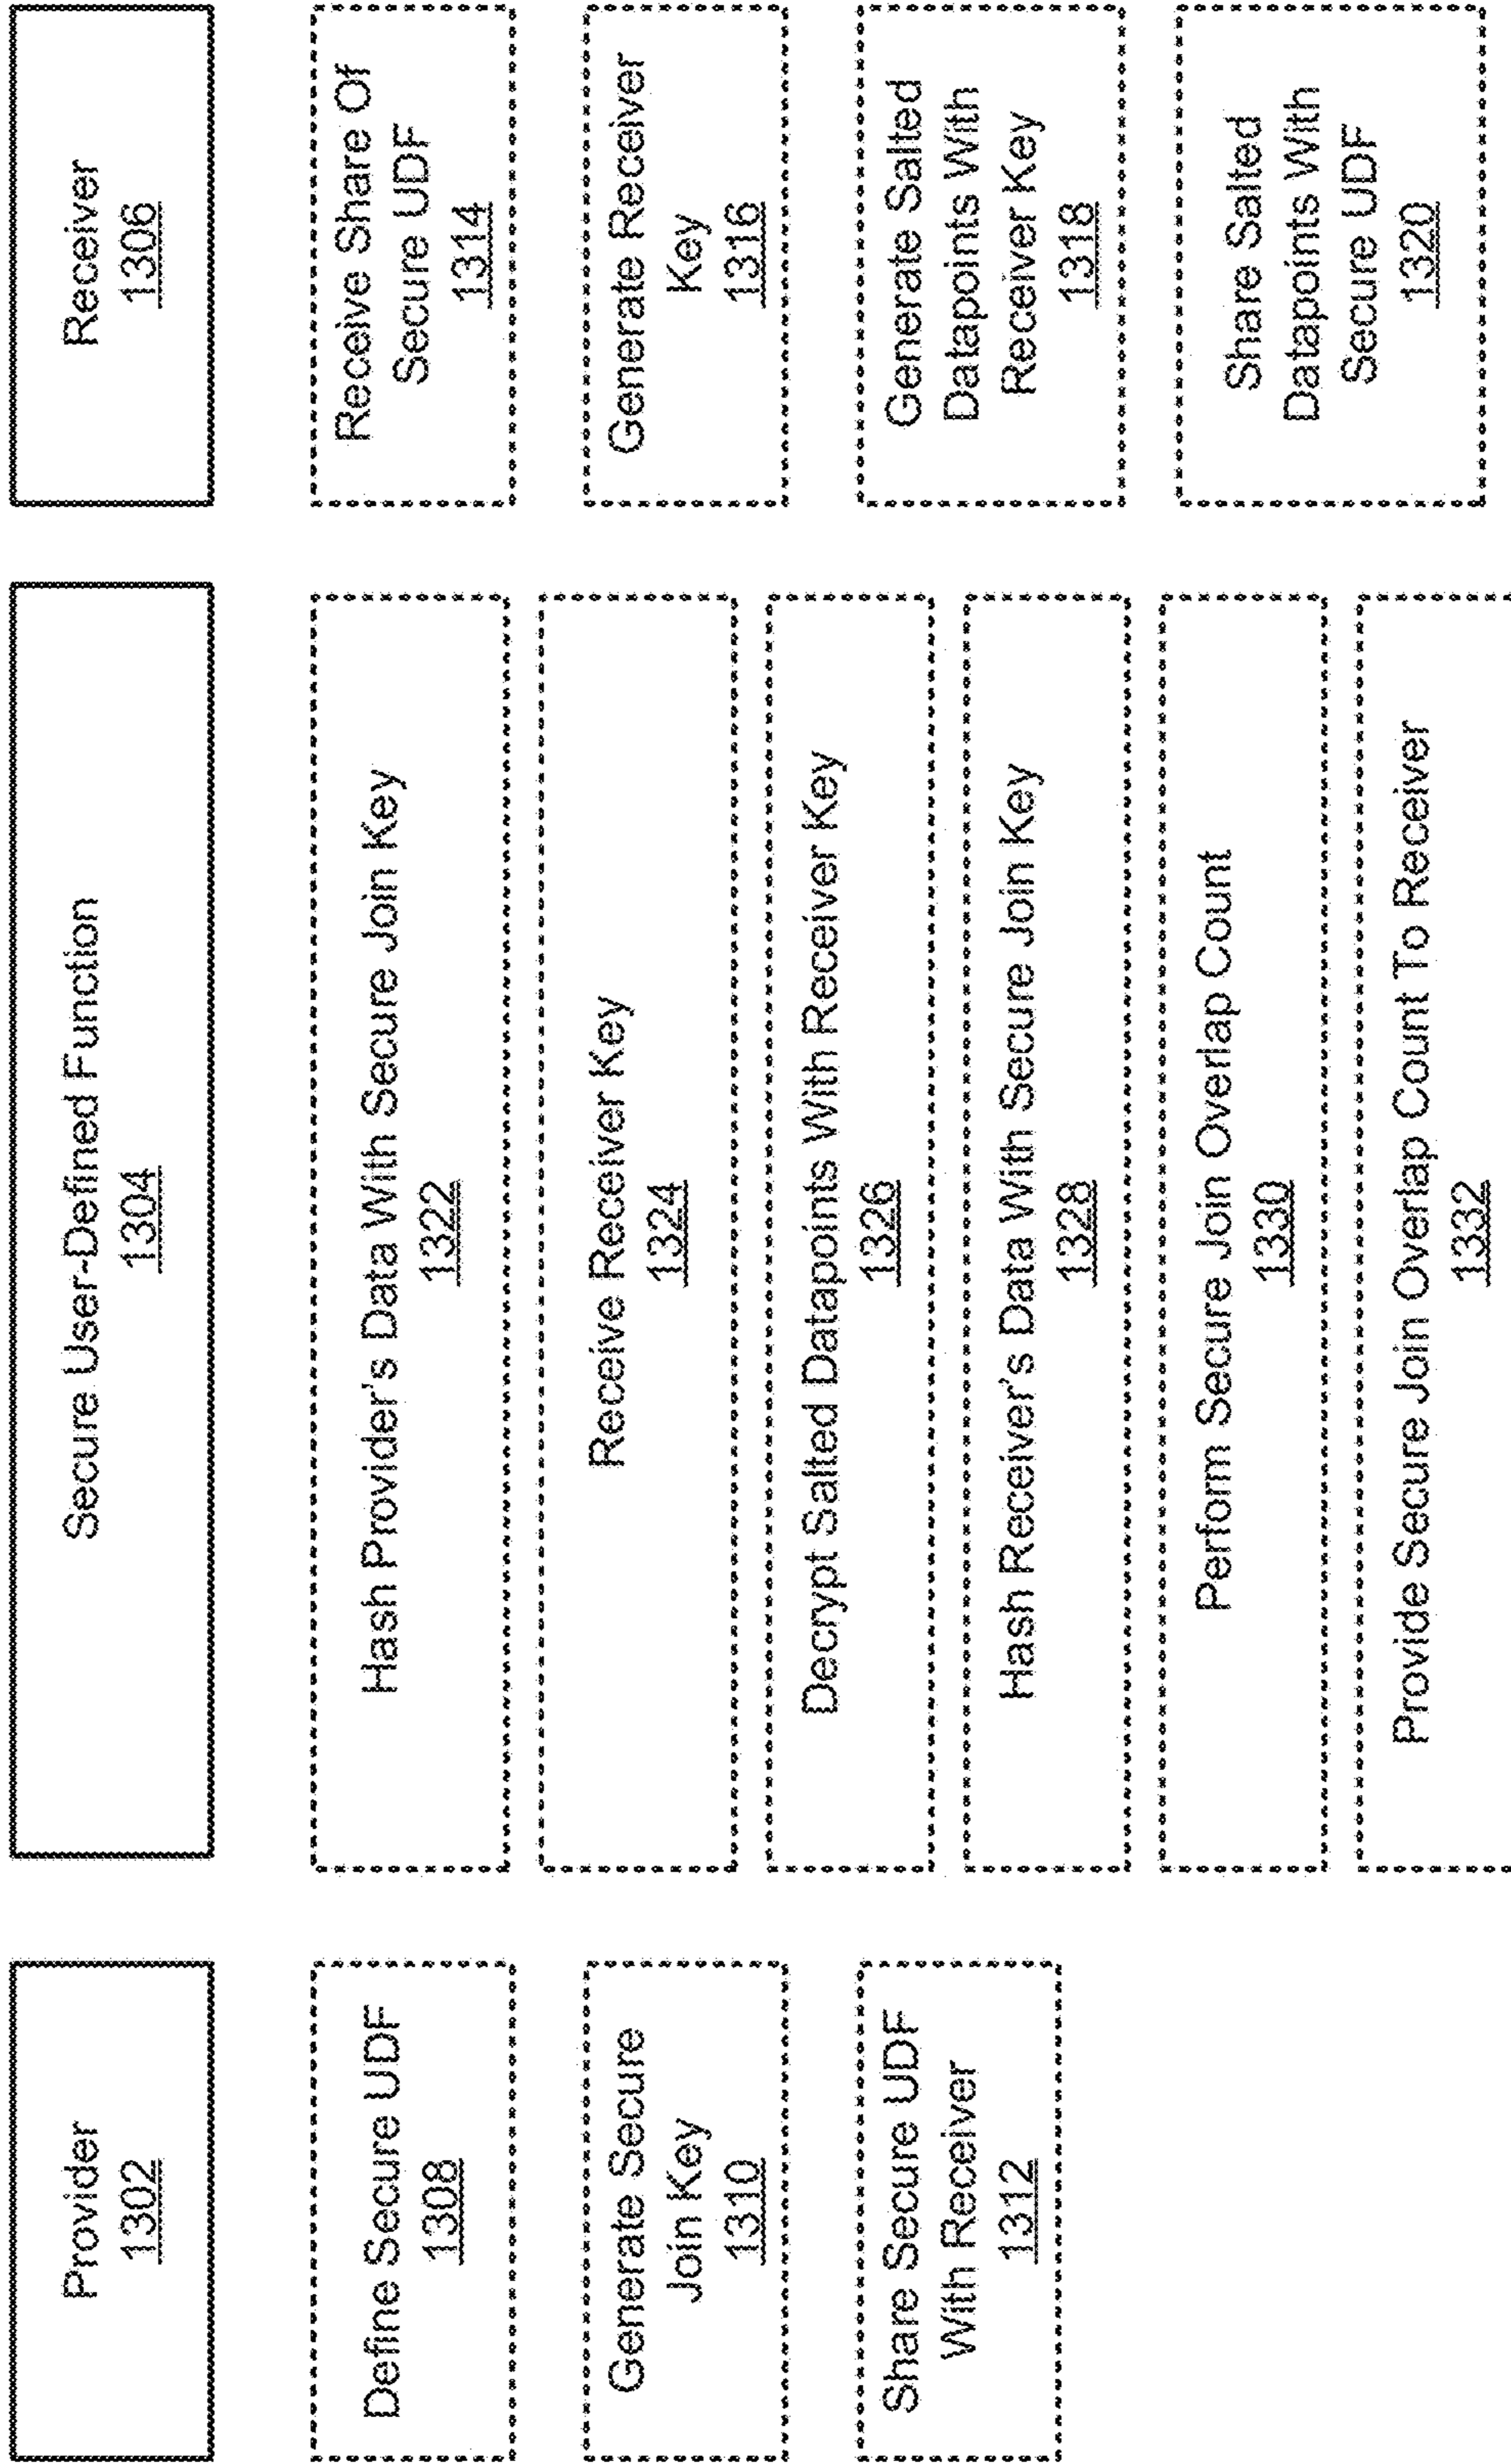 Provider
1302
Define Secure UDF
1308
Generate Secure
Join Key
1310
Share Secure UDF
With Receiver
1312
Secure User-Defined Function
1304
Hash Provider's Data With Secure Join Key
1322
Receive Receiver Key
1324
Decrypt Salted Datapoints With Receiver Key
1326
Hash Receiver's Data With Secure Join Key
1328
Perform Secure Join Overlap Count
1330
Provide Secure Join Overlap Count To Receiver
1332
Receiver
1306
Receive Share Of
Secure UDF
1314
Generate Receiver
Key
1316
Generate Salted
Datapoints With
Receiver Key
1318
Share Salted
Datapoints With
Secure UDF
1320